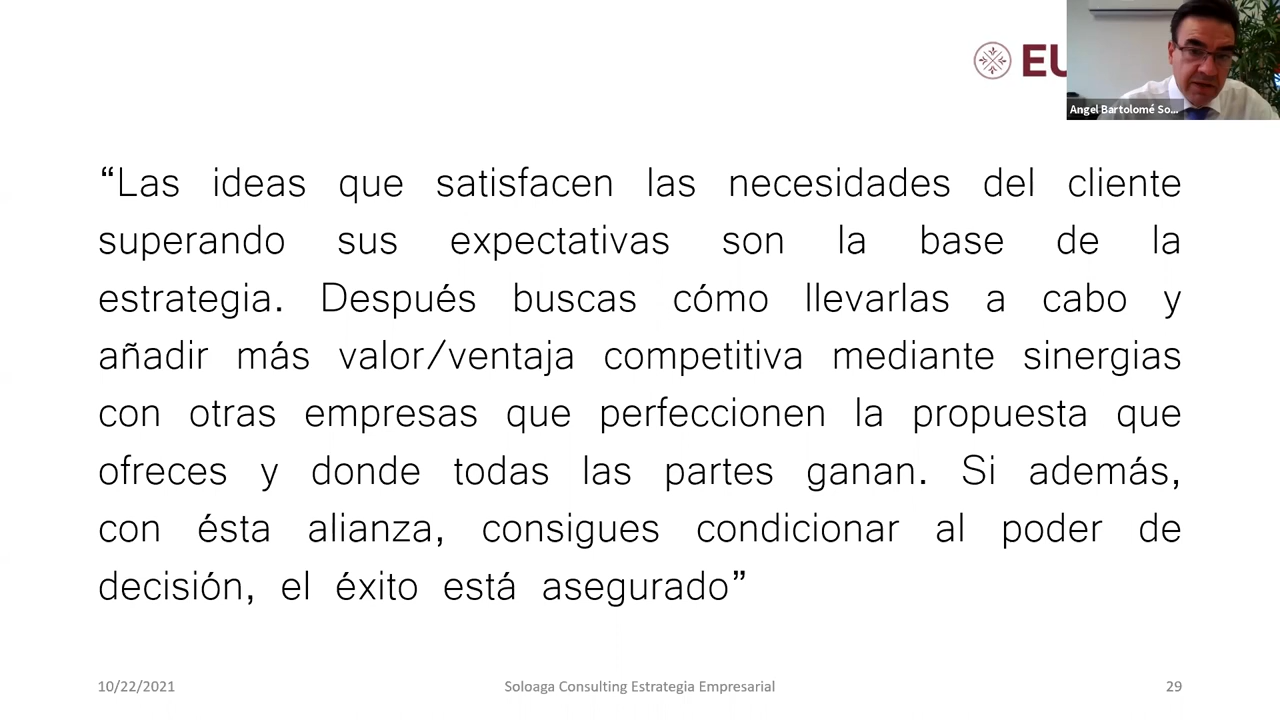 EU
Angel Bartolomé So...
“Las ideas que satisfacen las necesidades del cliente
superando sus expectativas son la base de la
estrategia. Después buscas cómo llevarlas a cabo y
añadir más valor/ventaja competitiva mediante sinergias
con otras empresas que perfeccionen la propuesta que
ofreces y donde todas las partes ganan. Si además,
con ésta alianza, consigues condicionar al poder de
decisión, el éxito está asegurado”
10/22/2021
Soloaga Consulting Estrategia Empresarial
29